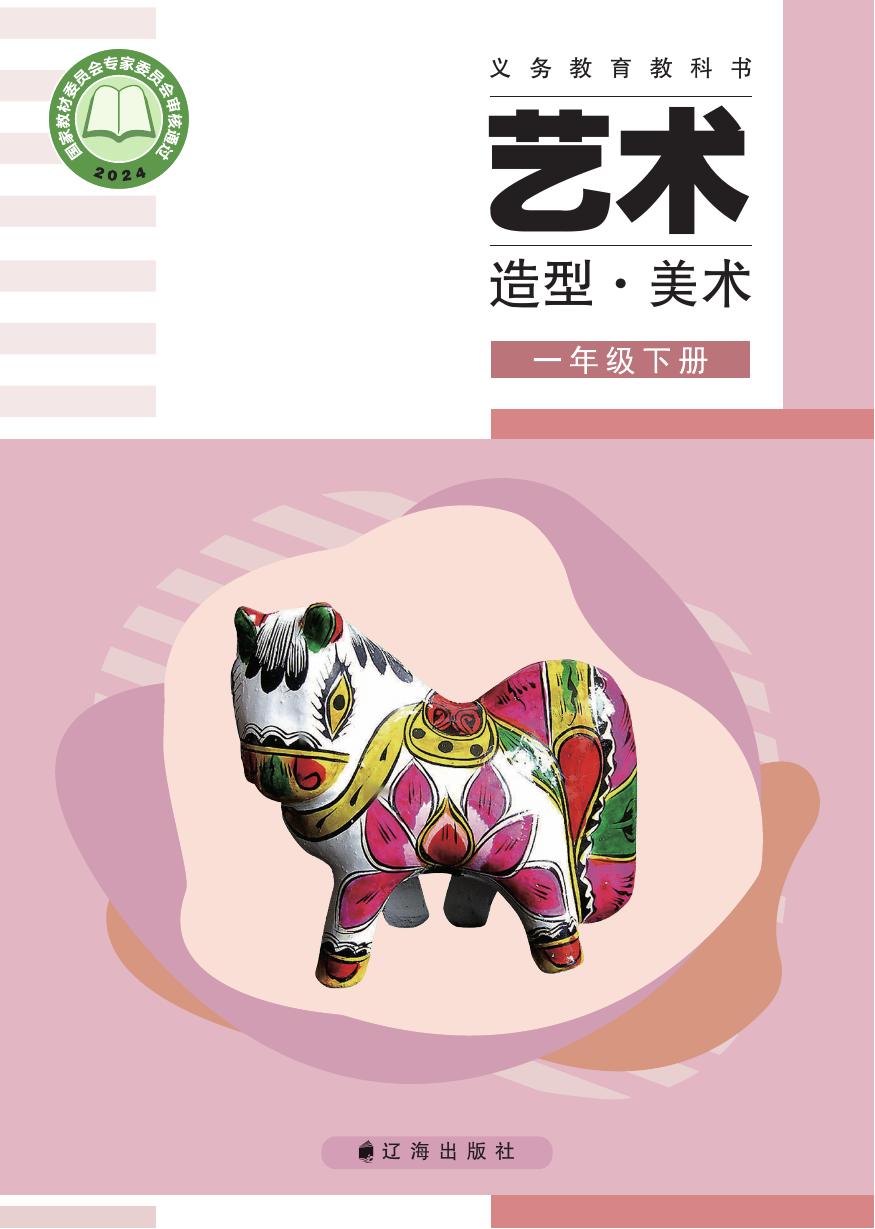 国家教材委员会专家委员会审核通过
2024
义务教育教科书
艺术
造型·美术
一年级下册
辽海出版社